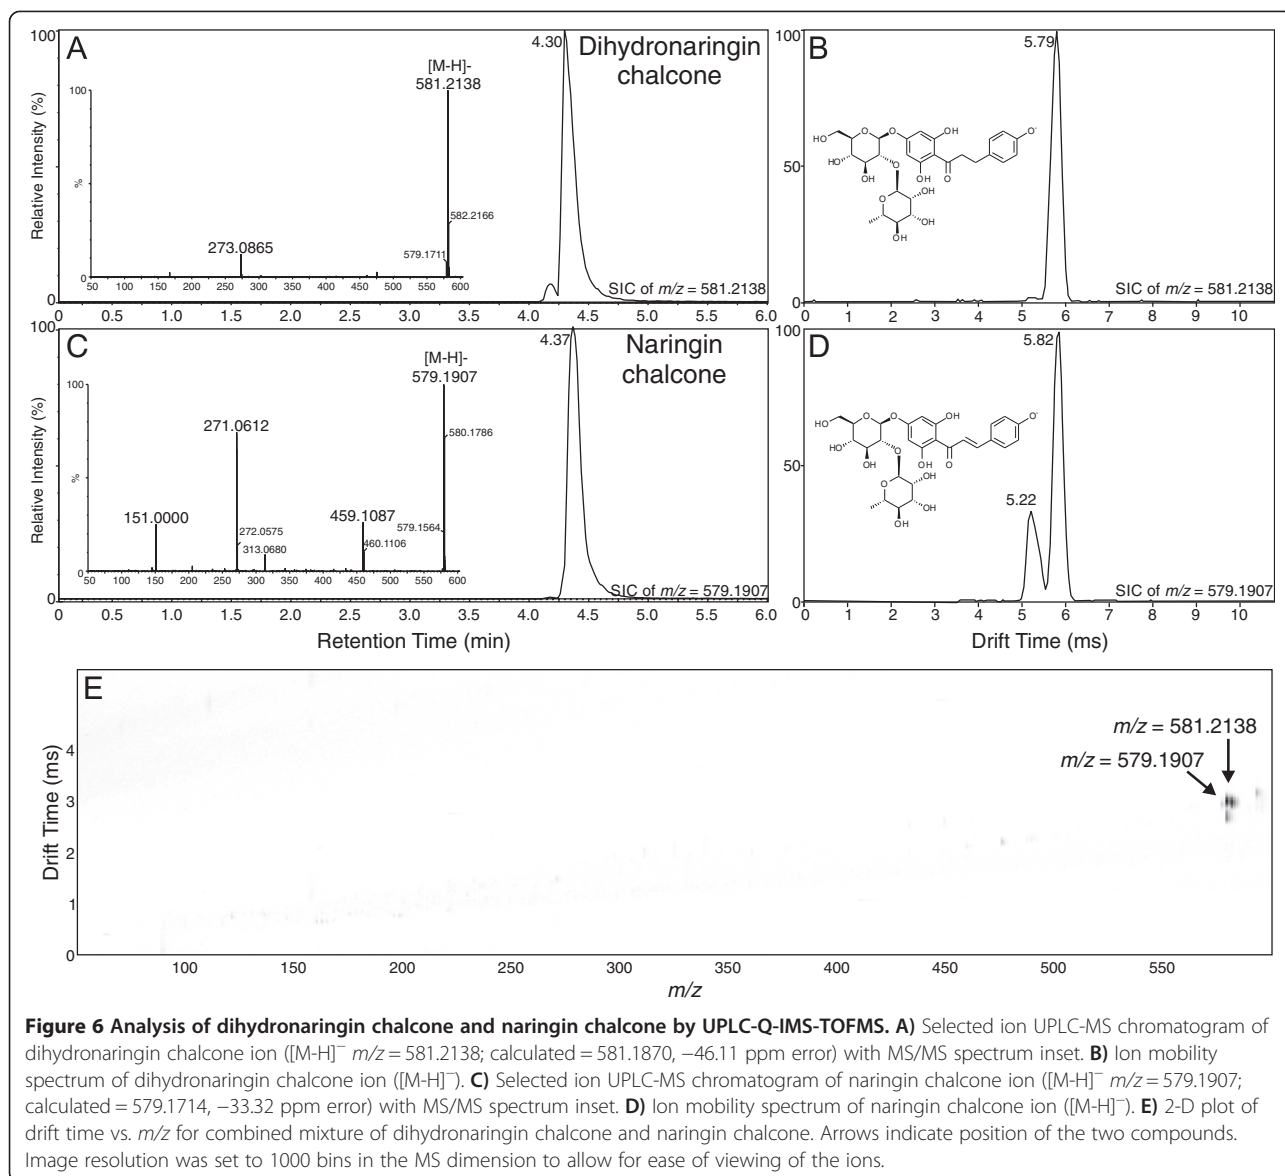 A
Dihydronaringin
chalcone
4.30
[M-H]-
581.2138
582.2166
579.1711
273.0865
100
%
0
50 100 150 200 250 300 350 400 450 500 550 600
100
Relative Intensity (%)
0
SIC of m/z = 581.2138
0 0.5 1.0 1.5 2.0 2.5 3.0 3.5 4.0 4.5 5.0 5.5 6.0
B
5.79
100
50
0
HO O O OH O-
HO OH O OH O
O OH
OH
OH
SIC of m/z = 581.2138
0 1 2 3 4 5 6 7 8 9 10
C
Naringin
chalcone
4.37
[M-H]-
579.1907
580.1786
579.1564
271.0612
272.0575
313.0680
151.0000
459.1087
460.1106
100
%
0
50 100 150 200 250 300 350 400 450 500 550 600
100
Relative Intensity (%)
0
SIC of m/z = 579.1907
0 0.5 1.0 1.5 2.0 2.5 3.0 3.5 4.0 4.5 5.0 5.5 6.0
Retention Time (min)
D
5.82
5.22
100
50
0
HO O O OH O-
HO OH O OH O
O OH
OH
OH
SIC of m/z = 579.1907
0 1 2 3 4 5 6 7 8 9 10
Drift Time (ms)
E
m/z = 581.2138
m/z = 579.1907
Drift Time (ms)
4
3
2
1
0
100 150 200 250 300 350 400 450 500 550
m/z
Figure 6 Analysis of dihydronaringin chalcone and naringin chalcone by UPLC-Q-IMS-TOFMS. A) Selected ion UPLC-MS chromatogram of
dihydronaringin chalcone ion ([M-H]⁻ m/z = 581.2138; calculated = 581.1870, −46.11 ppm error) with MS/MS spectrum inset. B) Ion mobility
spectrum of dihydronaringin chalcone ion ([M-H]⁻). C) Selected ion UPLC-MS chromatogram of naringin chalcone ion ([M-H]⁻ m/z = 579.1907;
calculated = 579.1714, −33.32 ppm error) with MS/MS spectrum inset. D) Ion mobility spectrum of naringin chalcone ion ([M-H]⁻). E) 2-D plot of
drift time vs. m/z for combined mixture of dihydronaringin chalcone and naringin chalcone. Arrows indicate position of the two compounds.
Image resolution was set to 1000 bins in the MS dimension to allow for ease of viewing of the ions.